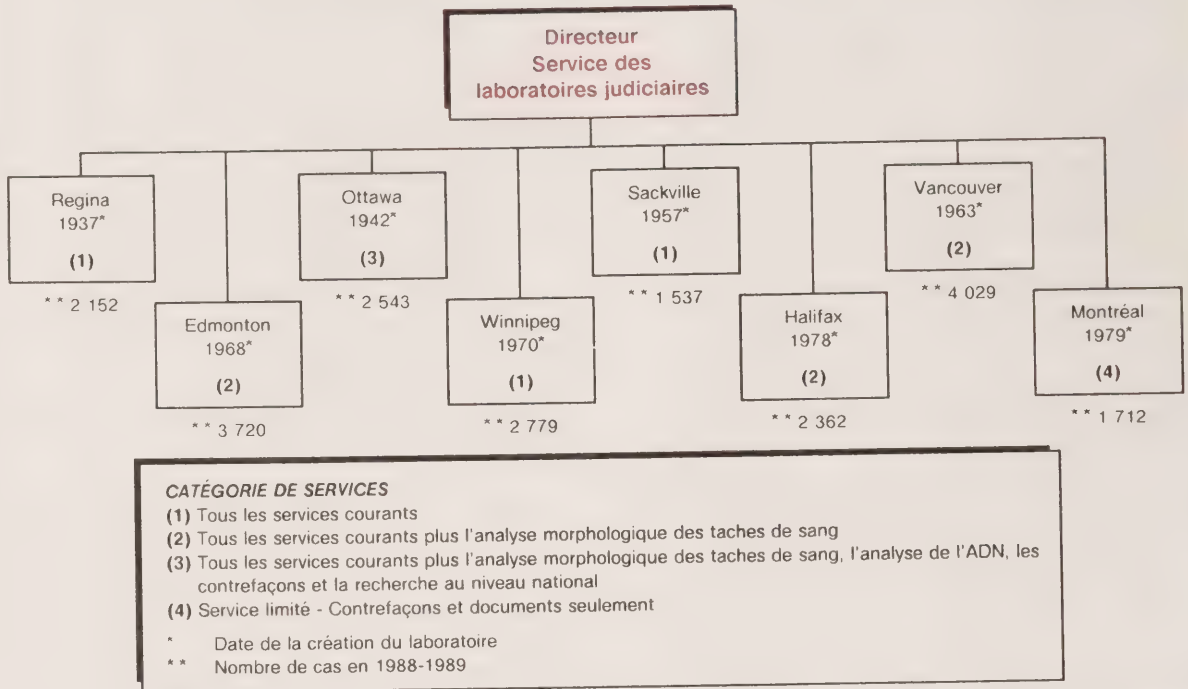 Directeur
Service des
laboratoires judiciaires
Regina
1937*
(1)
** 2 152
Ottawa
1942*
(3)
** 2 543
Sackville
1957*
(1)
** 1 537
Vancouver
1963*
(2)
** 4 029
Edmonton
1968*
(2)
** 3 720
Winnipeg
1970*
(1)
** 2 779
Halifax
1978*
(2)
** 2 362
Montréal
1979*
(4)
** 1 712
CATÉGORIE DE SERVICES
(1) Tous les services courants
(2) Tous les services courants plus l'analyse morphologique des taches de sang
(3) Tous les services courants plus l'analyse morphologique des taches de sang, l'analyse de l'ADN, les
contrefaçons et la recherche au niveau national
(4) Service limité - Contrefaçons et documents seulement
* Date de la création du laboratoire
** Nombre de cas en 1988-1989